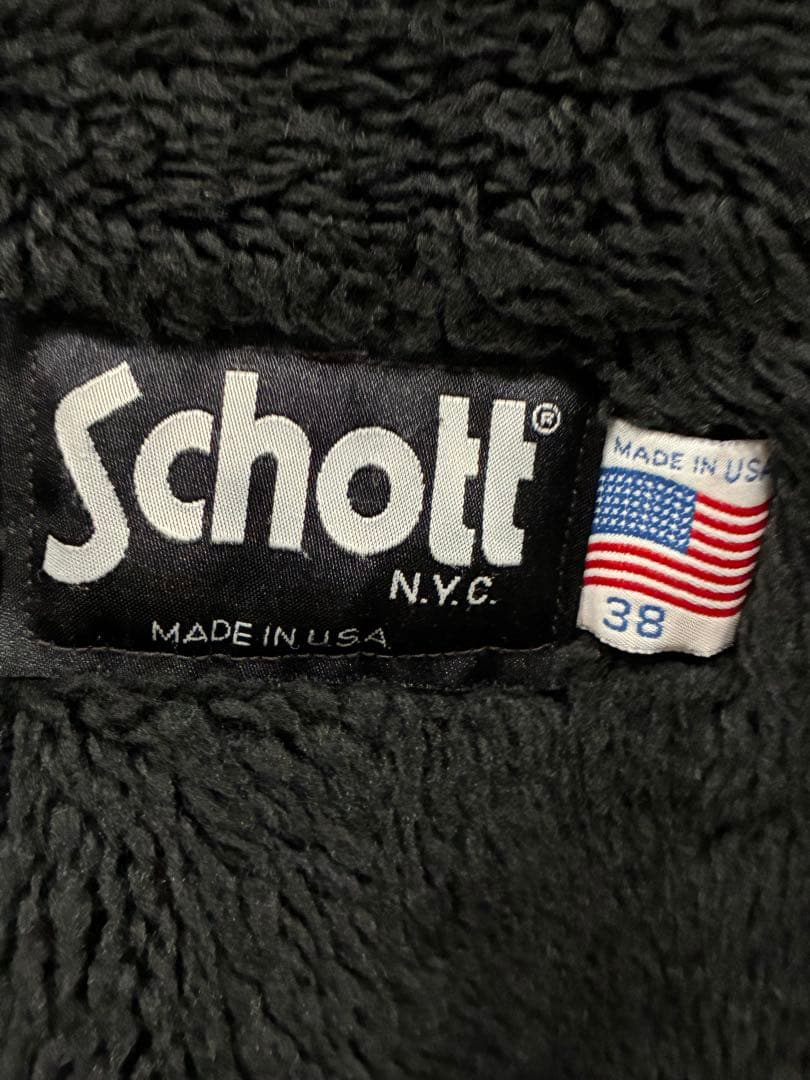 Schott®
N.Y.C.
MADE IN U.S.A
MADE IN USA
38